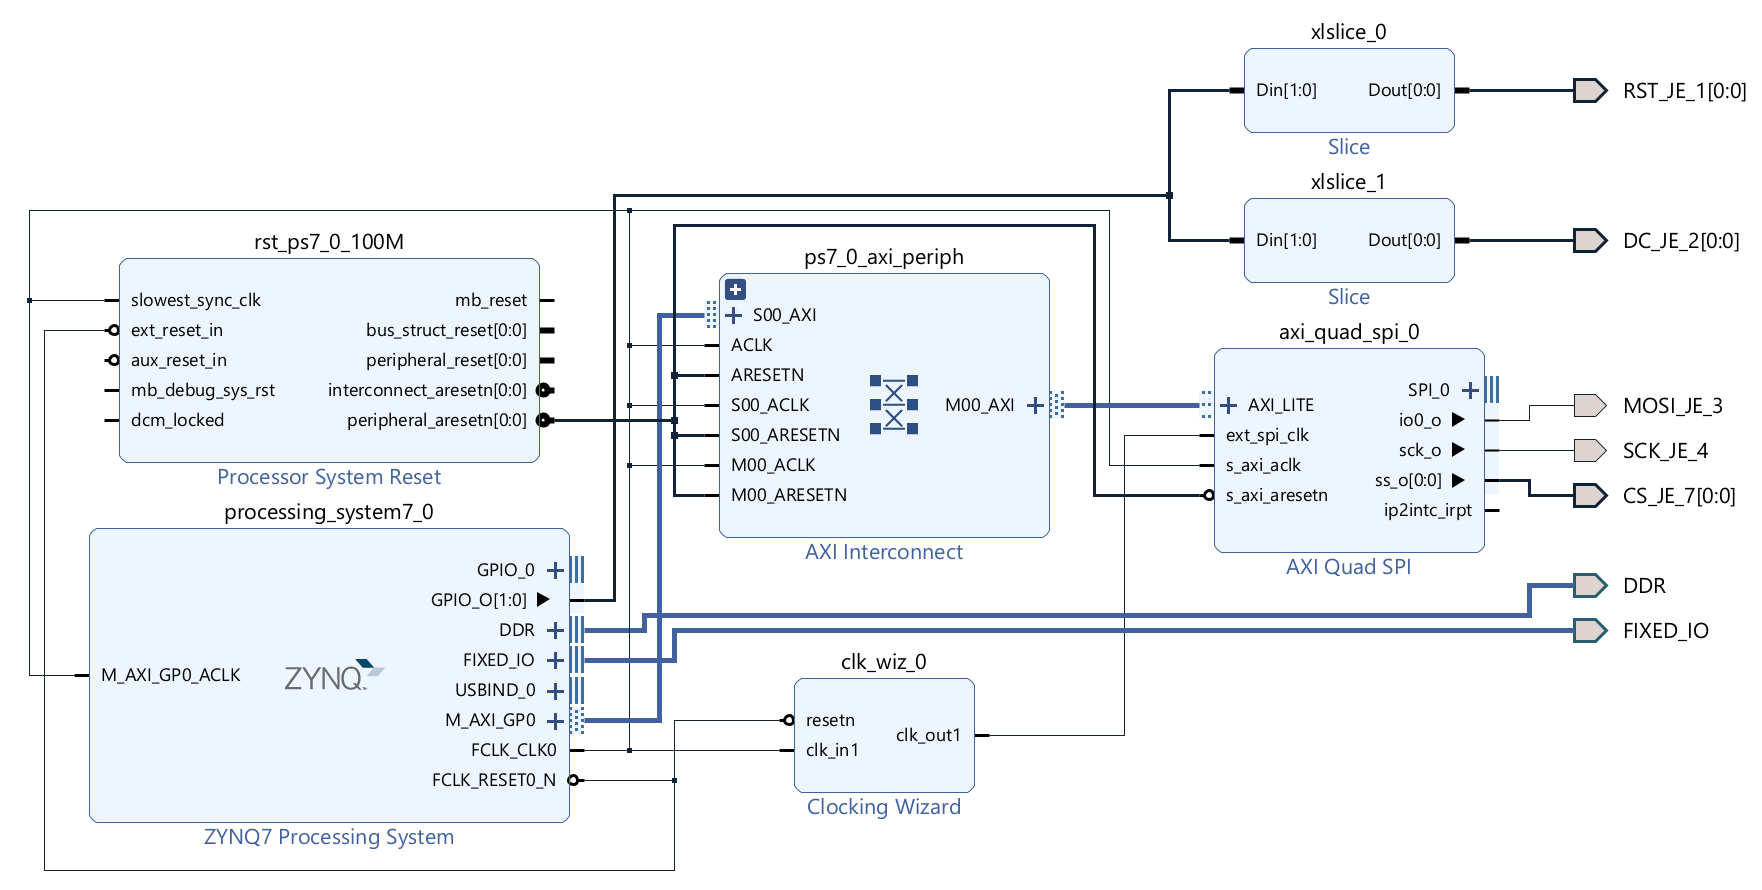 xlslice_0
Din[1:0] Dout[0:0]
Slice
RST_JE_1[0:0]
xlslice_1
Din[1:0] Dout[0:0]
Slice
DC_JE_2[0:0]
rst_ps7_0_100M
slowest_sync_clk mb_reset
ext_reset_in bus_struct_reset[0:0]
aux_reset_in peripheral_reset[0:0]
mb_debug_sys_rst interconnect_aresetn[0:0]
dcm_locked peripheral_aresetn[0:0]
Processor System Reset
ps7_0_axi_periph
S00_AXI
ACLK
ARESETN
S00_ACLK M00_AXI
S00_ARESETN
M00_ACLK
M00_ARESETN
AXI Interconnect
axi_quad_spi_0
SPI_0
AXI_LITE io0_o
ext_spi_clk sck_o
s_axi_aclk ss_o[0:0]
s_axi_aresetn ip2intc_irpt
AXI Quad SPI
MOSI_JE_3
SCK_JE_4
CS_JE_7[0:0]
DDR
FIXED_IO
processing_system7_0
GPIO_0
GPIO_O[1:0]
DDR
FIXED_IO
M_AXI_GP0_ACLK ZYNQ
USBIND_0
M_AXI_GP0
FCLK_CLK0
FCLK_RESET0_N
ZYNQ7 Processing System
clk_wiz_0
resetn
clk_in1 clk_out1
Clocking Wizard